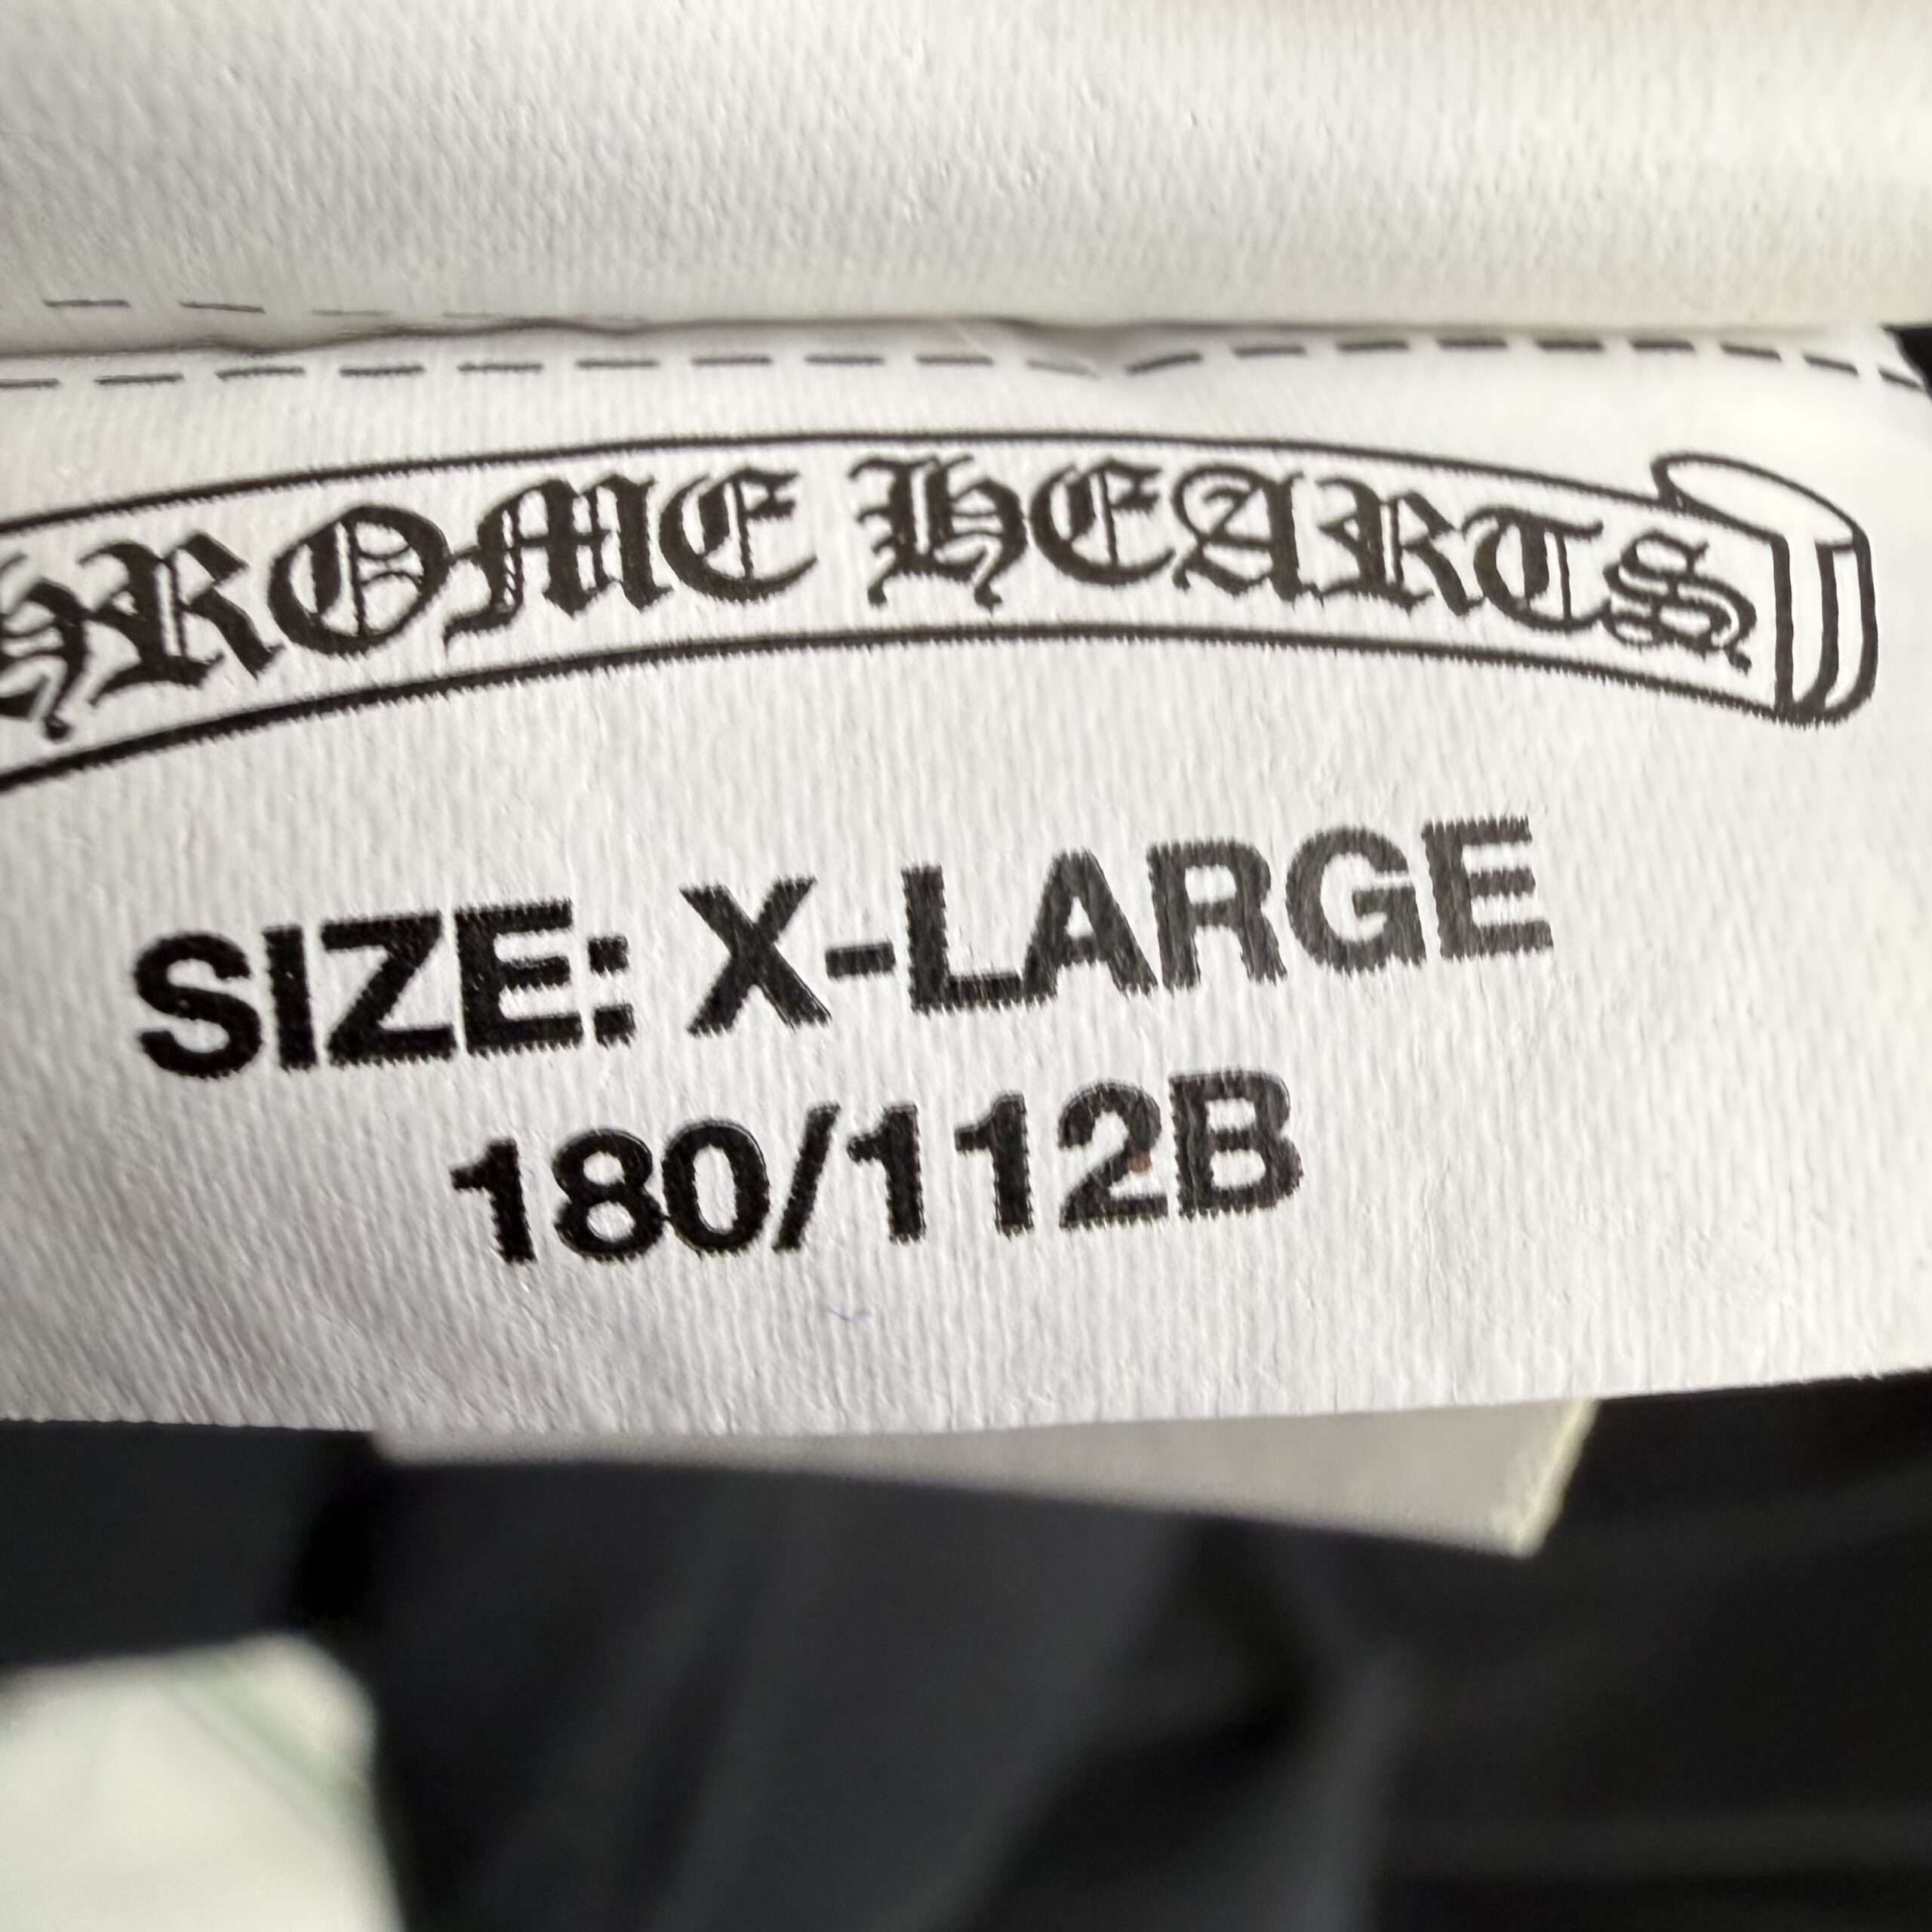 HROME HEARTS
SIZE: X-LARGE
180/112B